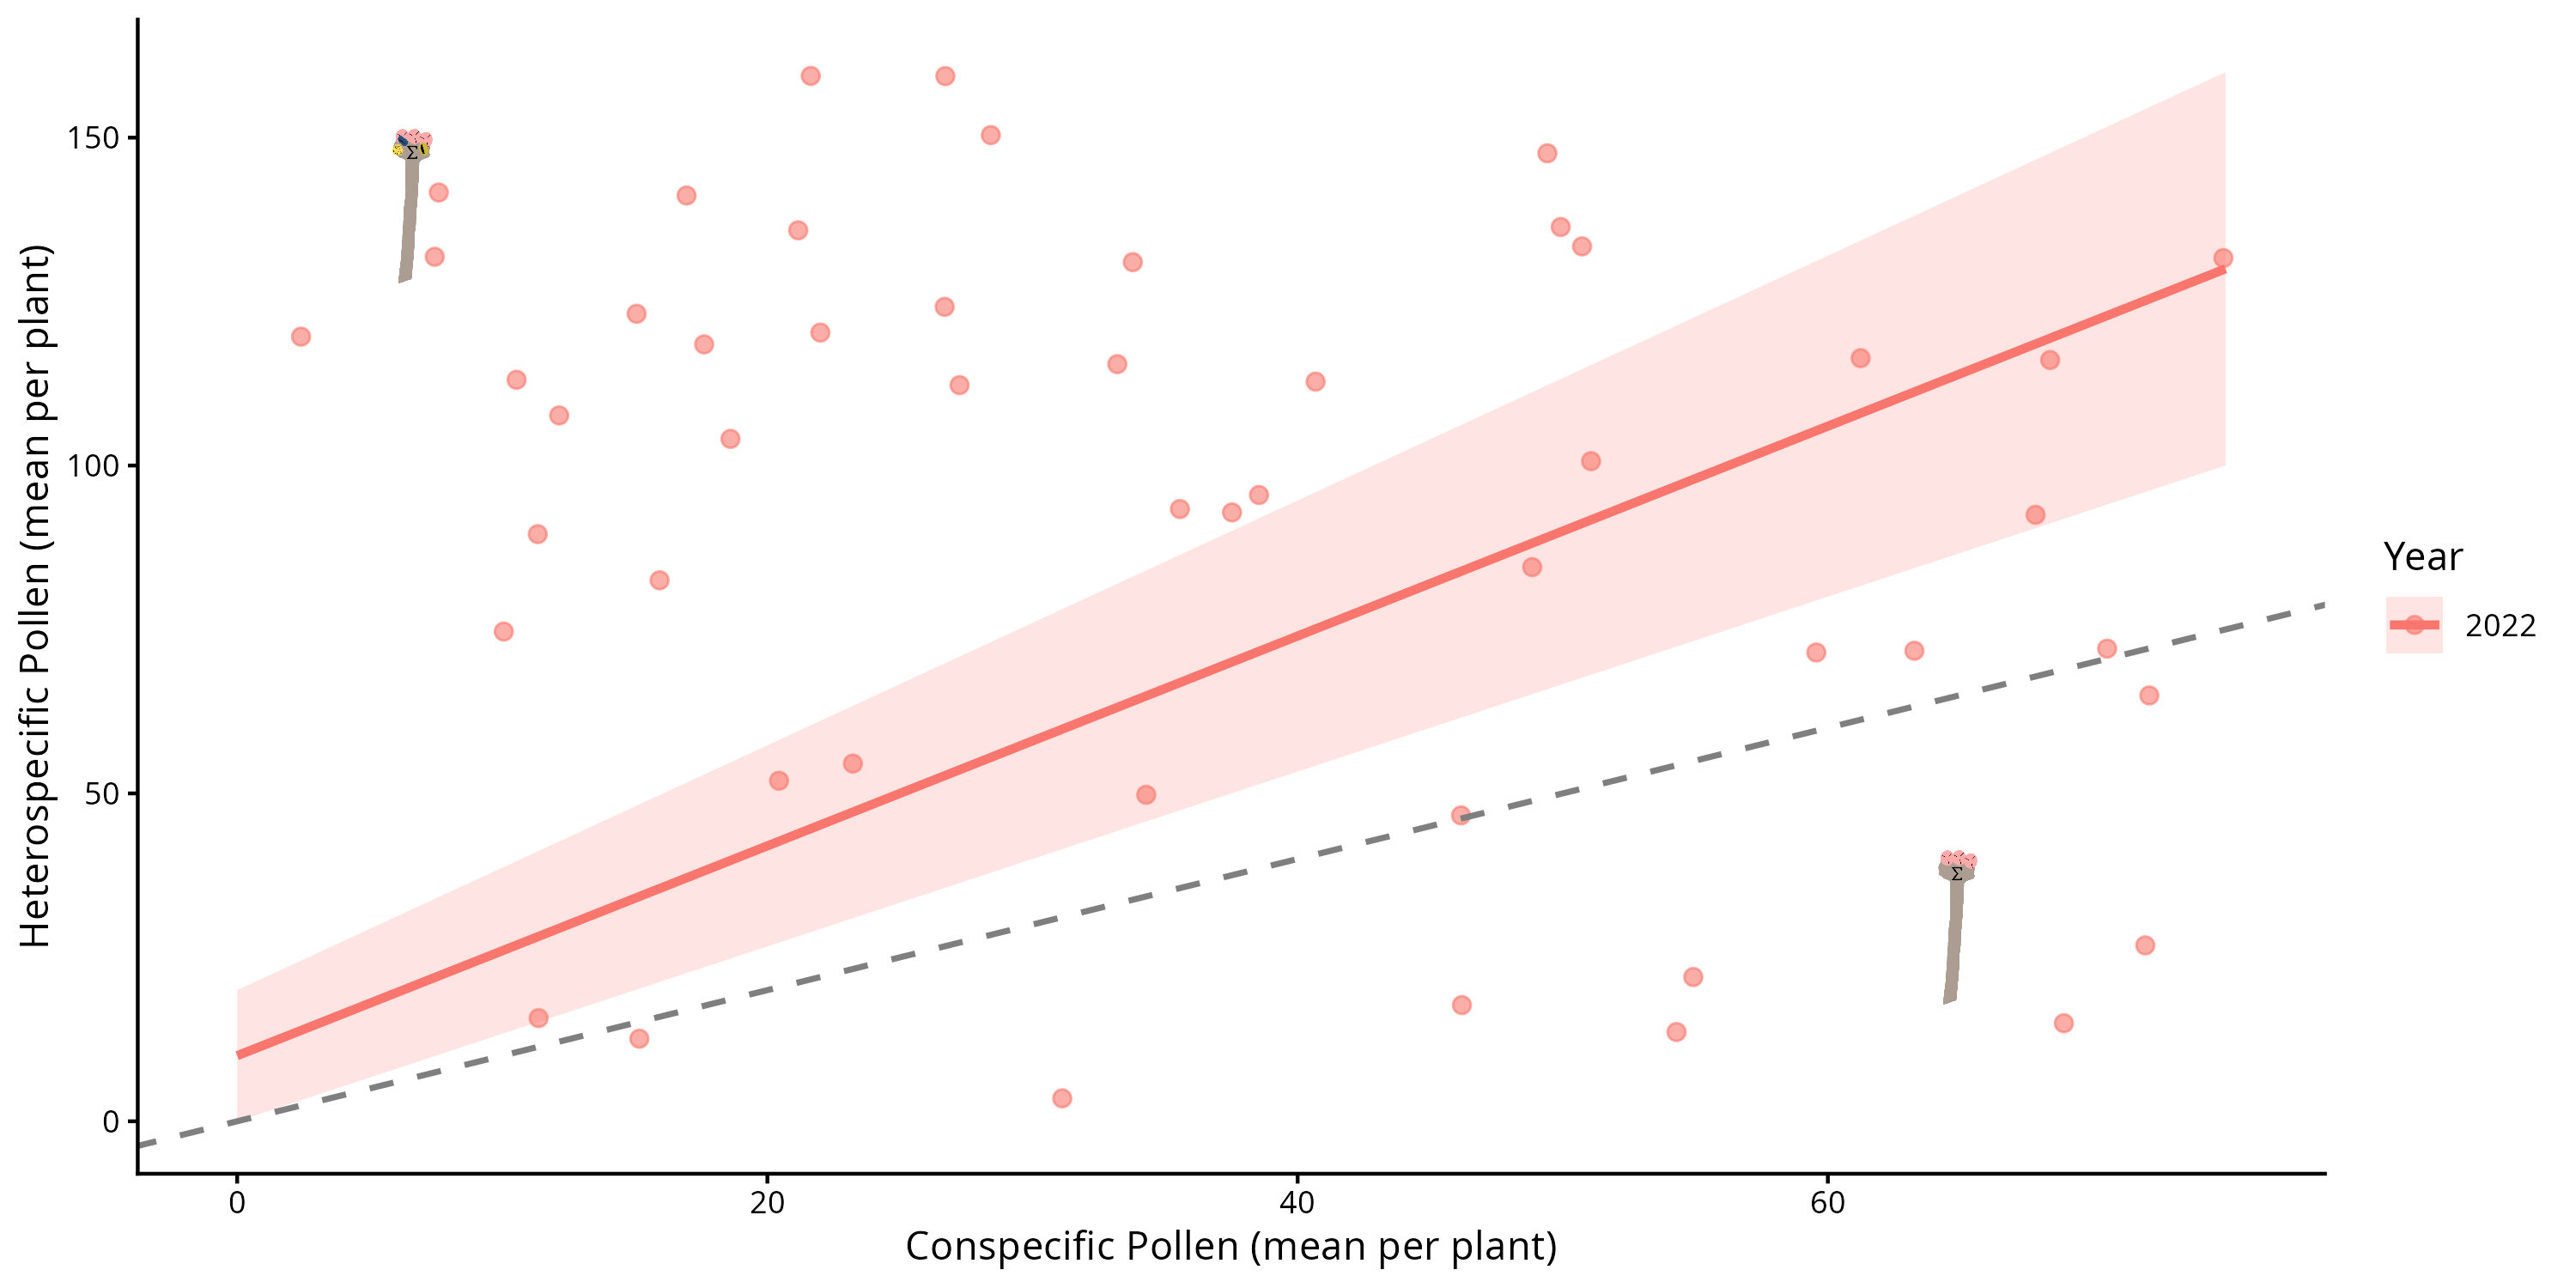 Heterospecific Pollen (mean per plant)
150
100
50
0
Σ
Σ
0 20 40 60
Conspecific Pollen (mean per plant)
Year
2022